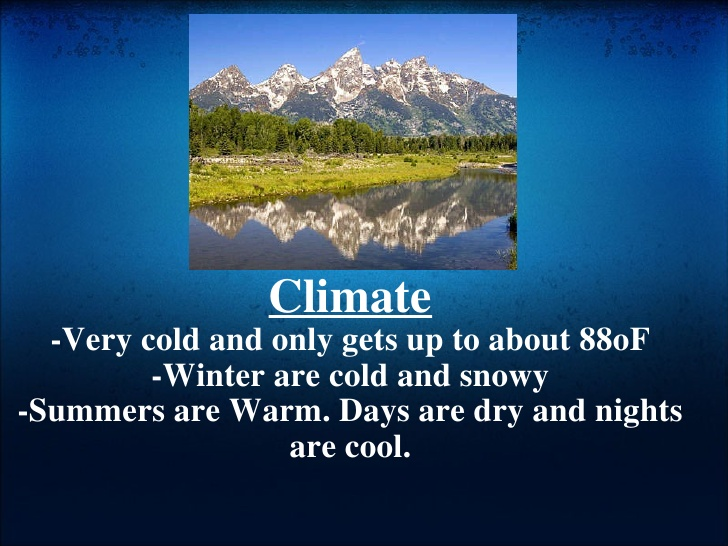 Climate
-Very cold and only gets up to about 88oF
-Winter are cold and snowy
-Summers are Warm. Days are dry and nights
are cool.